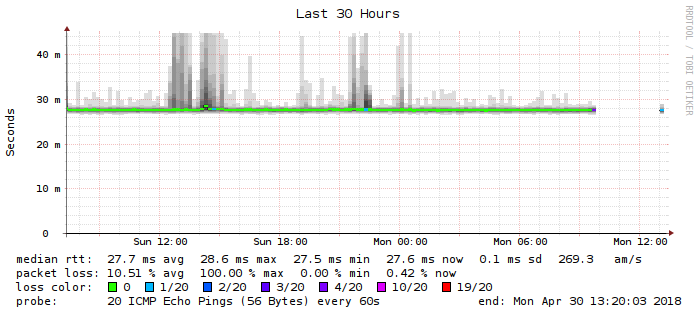 Last 30 Hours
RRDTOOL / TOBI OETIKER
Seconds
40 m
30 m
20 m
10 m
0
Sun 12:00 Sun 18:00 Mon 00:00 Mon 06:00 Mon 12:00
median rtt: 27.7 ms avg 28.6 ms max 27.5 ms min 27.6 ms now 0.1 ms sd 269.3 am/s
packet loss: 10.51 % avg 100.00 % max 0.00 % min 0.42 % now
loss color: 0 1/20 2/20 3/20 4/20 10/20 19/20
probe: 20 ICMP Echo Pings (56 Bytes) every 60s end: Mon Apr 30 13:20:03 2018